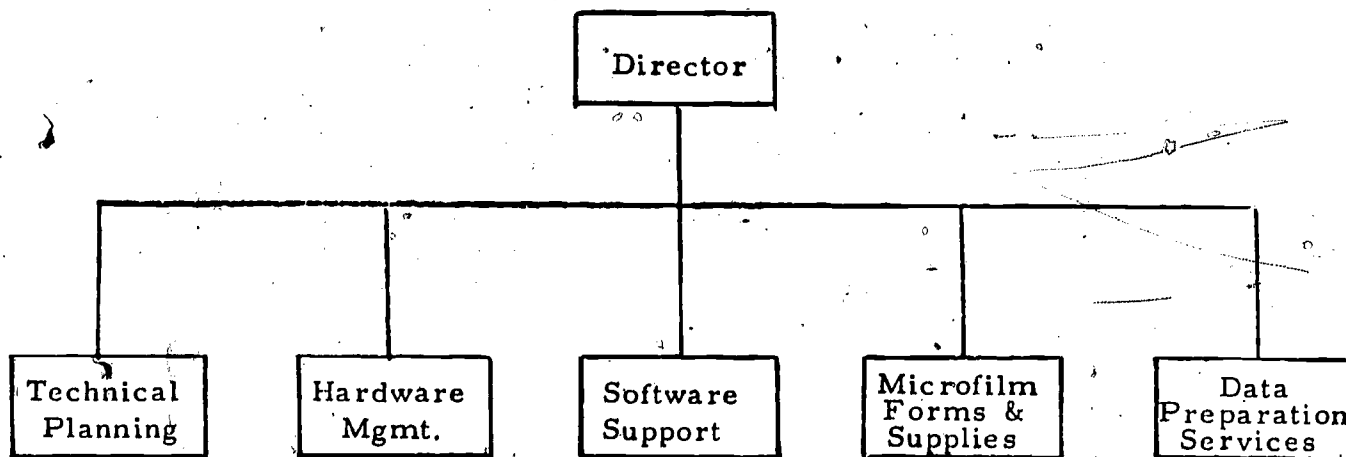 Director
Technical
Planning
Hardware
Mgmt.
Software
Support
Microfilm
Forms &
Supplies
Data
Preparation
Services